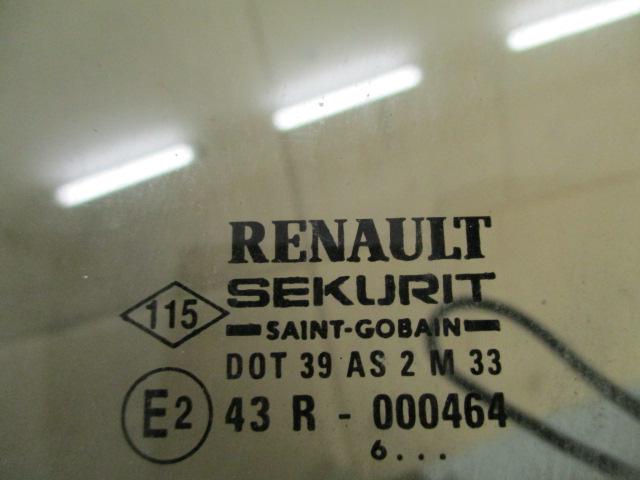 RENAULT
SEKURIT
115
SAINT-GOBAIN
DOT 39 AS 2 M 33
E2 43 R - 000464
6...